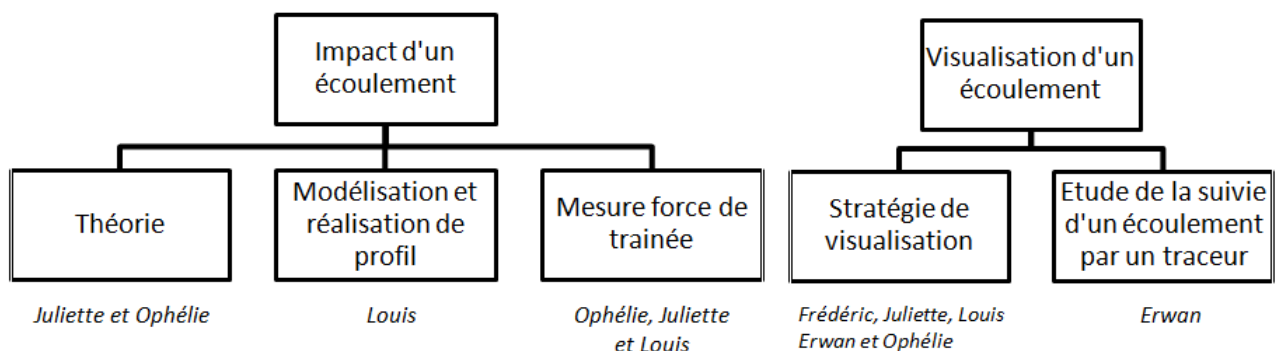 Impact d'un
écoulement
Visualisation d'un
écoulement
Théorie
Modélisation et
réalisation de
profil
Mesure force de
trainée
Stratégie de
visualisation
Etude de la suivie
d'un écoulement
par un traceur
Juliette et Ophélie
Louis
Ophélie, Juliette
et Louis
Frédéric, Juliette, Louis
Erwan et Ophélie
Erwan